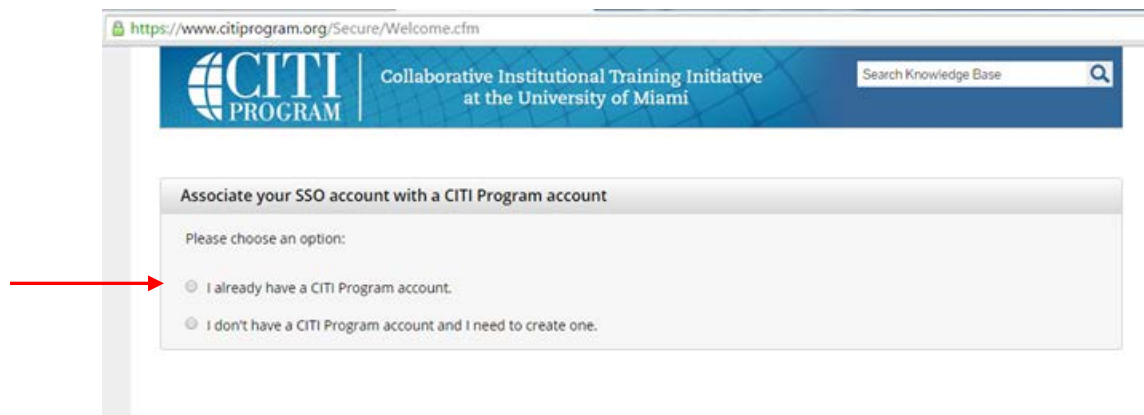 https://www.citiprogram.org/Secure/Welcome.cfm
CITI
PROGRAM
Collaborative Institutional Training Initiative
at the University of Miami
Search Knowledge Base
Associate your SSO account with a CITI Program account
Please choose an option:
I already have a CITI Program account.
I don't have a CITI Program account and I need to create one.